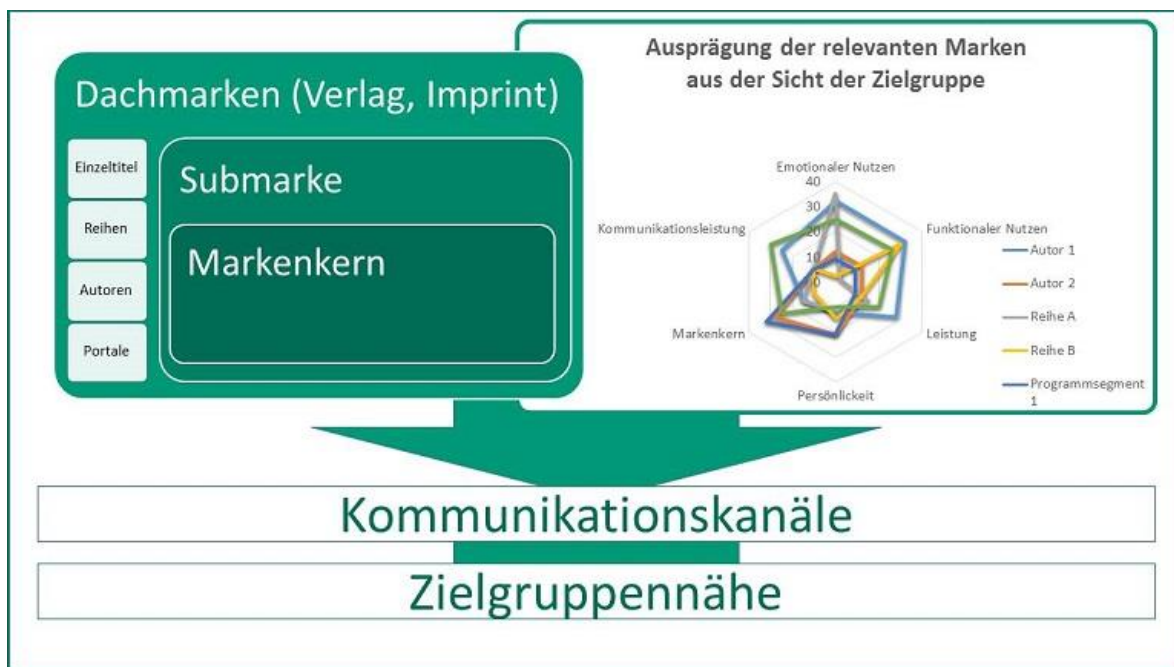 Dachmarken (Verlag, Imprint)
Einzeltitel
Reihen
Autoren
Portale
Submarke
Markenkern
Ausprägung der relevanten Marken
aus der Sicht der Zielgruppe
Emotionaler Nutzen
40
30
20
10
0
Kommunikationsleistung
Funktionaler Nutzen
Markenkern
Leistung
Persönlickeit
Autor 1
Autor 2
Reihe A
Reihe B
Programmsegment
1
Kommunikationskanäle
Zielgruppennähe